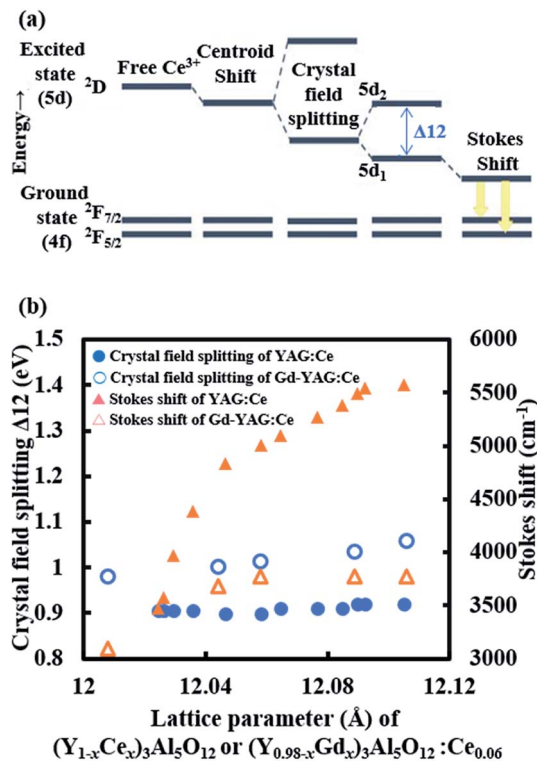 (a)
Excited
state
(5d)
Energy→
²D
Free Ce³⁺
Centroid
Shift
Crystal
field
splitting
5d₂
Δ12
5d₁
Stokes
Shift
Ground
state
(4f)
²F₇/₂
²F₅/₂
(b)
Crystal field splitting Δ12 (eV)
1.5
1.4
1.3
1.2
1.1
1
0.9
0.8
Crystal field splitting of YAG:Ce
Crystal field splitting of Gd-YAG:Ce
Stokes shift of YAG:Ce
Stokes shift of Gd-YAG:Ce
6000
5500
5000
4500
4000
3500
3000
Stokes shift (cm⁻¹)
12 12.04 12.08 12.12
Lattice parameter (Å) of
(Y₁₋ₓCeₓ)₃Al₅O₁₂ or (Y₀.₉₈₋ₓGdₓ)₃Al₅O₁₂ :Ce₀.₀₆